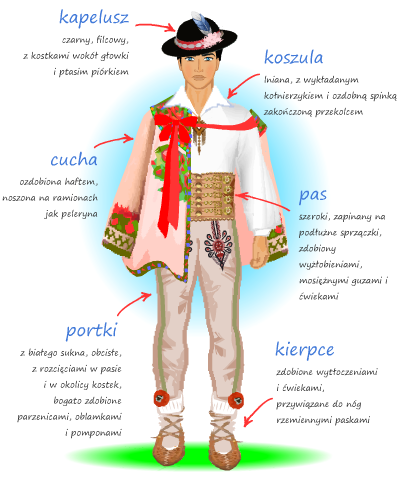 kapelusz
czarny, filcowy,
z kostkami wokół główki
i ptasim piórkiem
koszula
lniana, z wykładanym
kołnierzykiem i ozdobną spinką
zakończoną przekolcem
cucha
ozdobiona haftem,
noszona na ramionach
jak peleryna
pas
szeroki, zapinany na
podłużne sprzączki,
zdobiony
wyżłobieniami,
mosiężnymi guzami i
ćwiekami
portki
z białego sukna, obcisłe,
z rozcięciami w pasie
i w okolicy kostek,
bogato zdobione
parzenicami, oblamkami
i pomponami
kierpce
zdobione wytłoczeniami
i ćwiekami,
przywiązane do nóg
rzemiennymi paskami